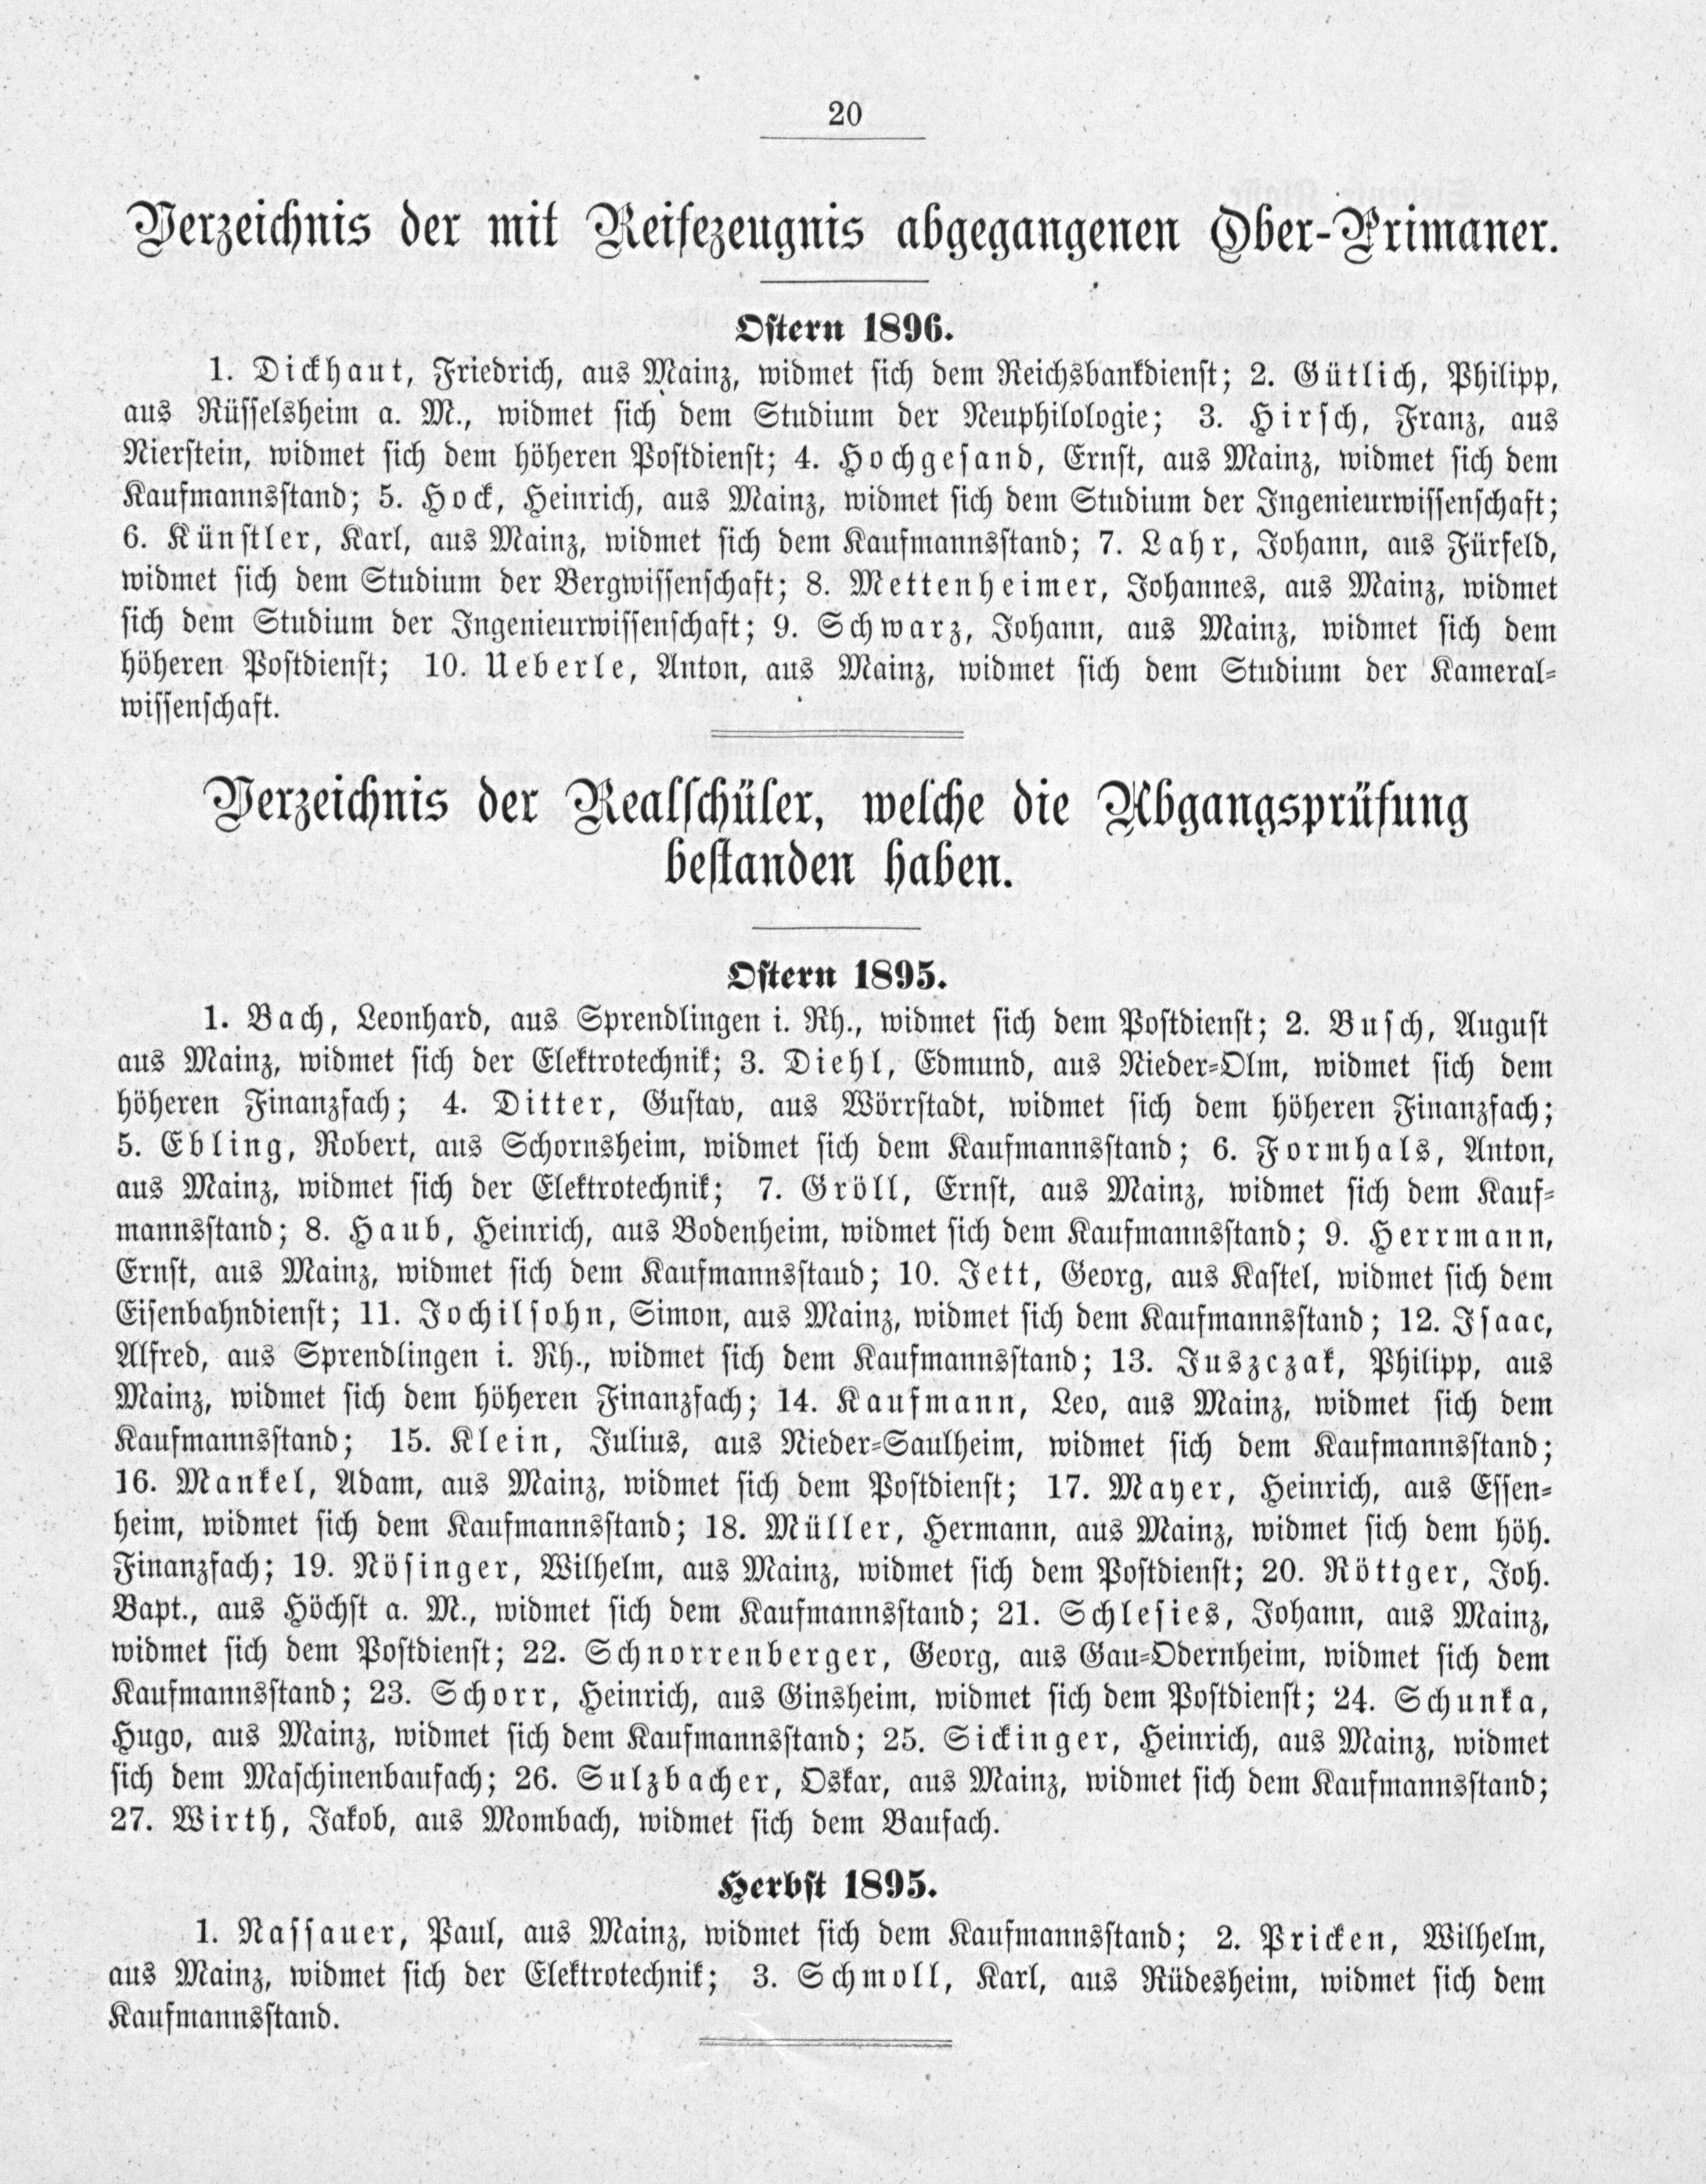 20
Verzeichnis der mit Reifezeugnis abgegangenen Ober-Primaner.
Ostern 1896.
1. Dickhaut, Friedrich, aus Mainz, widmet sich dem Reichsbankdienst; 2. Gütlich, Philipp,
aus Rüsselsheim a. M., widmet sich dem Studium der Neuphilologie; 3. Hirsch, Franz, aus
Nierstein, widmet sich dem höheren Postdienst; 4. Hochgesand, Ernst, aus Mainz, widmet sich dem
Kaufmannsstand; 5. Hock, Heinrich, aus Mainz, widmet sich dem Studium der Ingenieurwissenschaft;
6. Künstler, Karl, aus Mainz, widmet sich dem Kaufmannsstand; 7. Lahr, Johann, aus Fürfeld,
widmet sich dem Studium der Bergwissenschaft; 8. Mettenheimer, Johannes, aus Mainz, widmet
sich dem Studium der Ingenieurwissenschaft; 9. Schwarz, Johann, aus Mainz, widmet sich dem
höheren Postdienst; 10. Ueberle, Anton, aus Mainz, widmet sich dem Studium der Kameral-
wissenschaft.
Verzeichnis der Realschüler, welche die Abgangsprüfung
bestanden haben.
Ostern 1895.
1. Bach, Leonhard, aus Sprendlingen i. Rh., widmet sich dem Postdienst; 2. Busch, August
aus Mainz, widmet sich der Elektrotechnik; 3. Diehl, Edmund, aus Nieder-Olm, widmet sich dem
höheren Finanzfach; 4. Ditter, Gustav, aus Wörrstadt, widmet sich dem höheren Finanzfach;
5. Ebling, Robert, aus Schornsheim, widmet sich dem Kaufmannsstand; 6. Formhals, Anton,
aus Mainz, widmet sich der Elektrotechnik; 7. Gröll, Ernst, aus Mainz, widmet sich dem Kauf-
mannsstand; 8. Haub, Heinrich, aus Bodenheim, widmet sich dem Kaufmannsstand; 9. Herrmann,
Ernst, aus Mainz, widmet sich dem Kaufmannsstand; 10. Jett, Georg, aus Kastel, widmet sich dem
Eisenbahndienst; 11. Jochilsohn, Simon, aus Mainz, widmet sich dem Kaufmannsstand; 12. Isaac,
Alfred, aus Sprendlingen i. Rh., widmet sich dem Kaufmannsstand; 13. Juszczak, Philipp, aus
Mainz, widmet sich dem höheren Finanzfach; 14. Kaufmann, Leo, aus Mainz, widmet sich dem
Kaufmannsstand; 15. Klein, Julius, aus Nieder-Saulheim, widmet sich dem Kaufmannsstand;
16. Mankel, Adam, aus Mainz, widmet sich dem Postdienst; 17. Mayer, Heinrich, aus Essen-
heim, widmet sich dem Kaufmannsstand; 18. Müller, Hermann, aus Mainz, widmet sich dem höh.
Finanzfach; 19. Nösinger, Wilhelm, aus Mainz, widmet sich dem Postdienst; 20. Röttger, Joh.
Bapt., aus Höchst a. M., widmet sich dem Kaufmannsstand; 21. Schlesies, Johann, aus Mainz,
widmet sich dem Postdienst; 22. Schnorrenberger, Georg, aus Gau-Odernheim, widmet sich dem
Kaufmannsstand; 23. Schorr, Heinrich, aus Ginsheim, widmet sich dem Postdienst; 24. Schunka,
Hugo, aus Mainz, widmet sich dem Kaufmannsstand; 25. Sickinger, Heinrich, aus Mainz, widmet
sich dem Maschinenbaufach; 26. Sulzbacher, Oskar, aus Mainz, widmet sich dem Kaufmannsstand;
27. Wirth, Jakob, aus Mombach, widmet sich dem Baufach.
Herbst 1895.
1. Nassauer, Paul, aus Mainz, widmet sich dem Kaufmannsstand; 2. Pricken, Wilhelm,
aus Mainz, widmet sich der Elektrotechnik; 3. Schmoll, Karl, aus Rüdesheim, widmet sich dem
Kaufmannsstand.